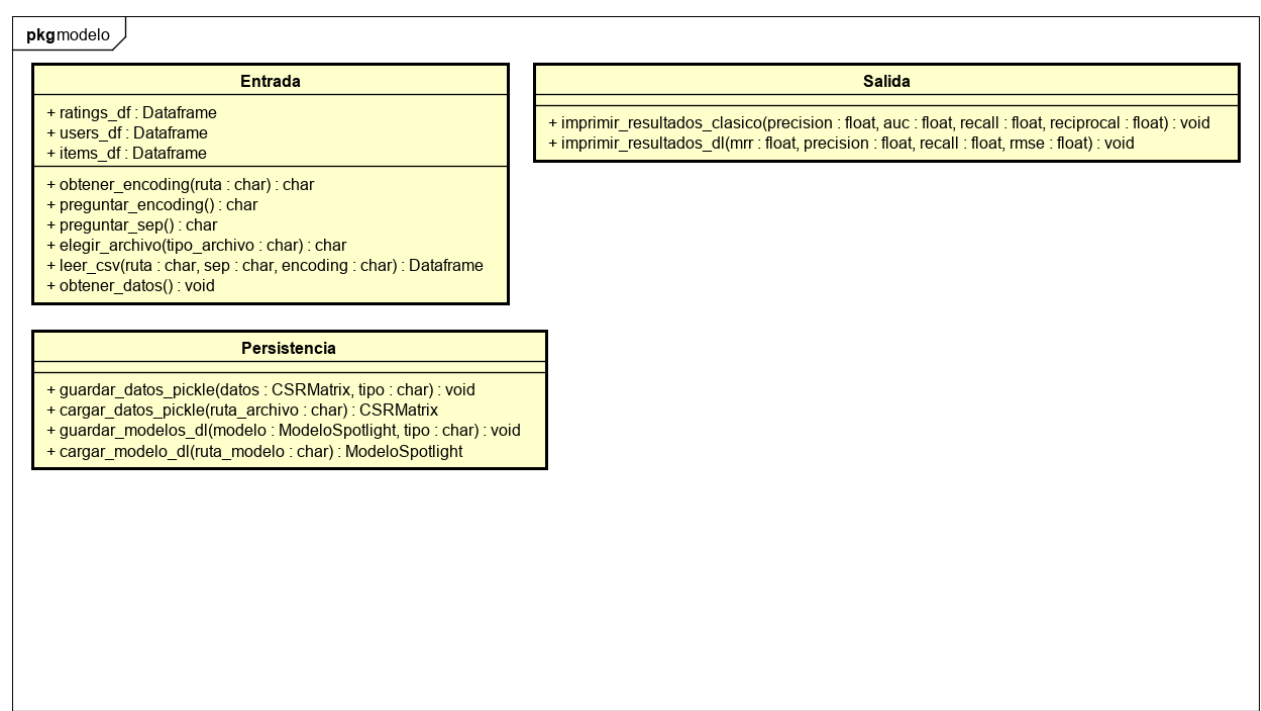 pkg modelo
Entrada
+ ratings_df : Dataframe
+ users_df : Dataframe
+ items_df : Dataframe
+ obtener_encoding(ruta : char) : char
+ preguntar_encoding() : char
+ preguntar_sep() : char
+ elegir_archivo(tipo_archivo : char) : char
+ leer_csv(ruta : char, sep : char, encoding : char) : Dataframe
+ obtener_datos() : void
Salida
+ imprimir_resultados_clasico(precision : float, auc : float, recall : float, reciprocal : float) : void
+ imprimir_resultados_dl(mrr : float, precision : float, recall : float, rmse : float) : void
Persistencia
+ guardar_datos_pickle(datos : CSRMatrix, tipo : char) : void
+ cargar_datos_pickle(ruta_archivo : char) : CSRMatrix
+ guardar_modelos_dl(modelo : ModeloSpotlight, tipo : char) : void
+ cargar_modelo_dl(ruta_modelo : char) : ModeloSpotlight